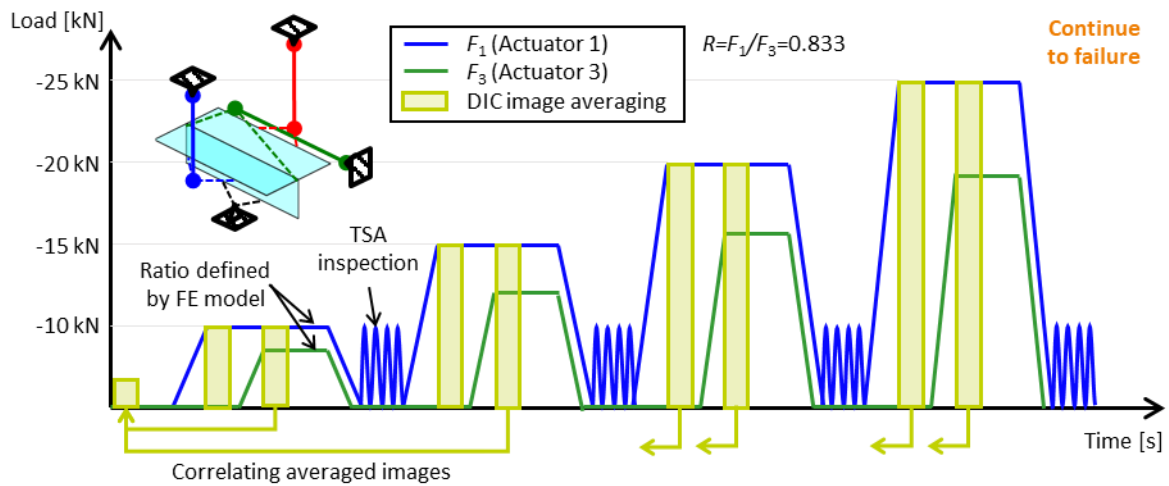 Load [kN]
-25 kN
-20 kN
-15 kN
-10 kN
F₁ (Actuator 1)
F₃ (Actuator 3)
DIC image averaging
R=F₁/F₃=0.833
Continue
to failure
TSA
inspection
Ratio defined
by FE model
Time [s]
Correlating averaged images